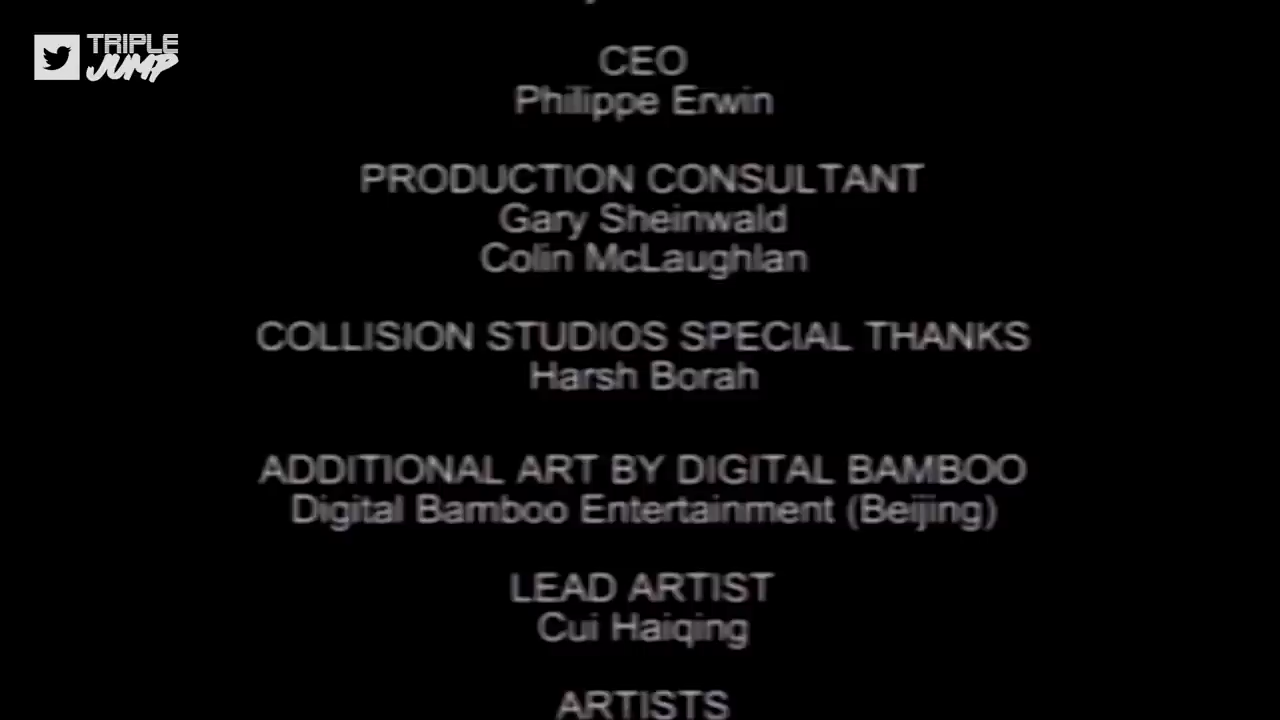 TRIPLE
JUMP
CEO
Philippe Erwin
PRODUCTION CONSULTANT
Gary Sheinwald
Colin McLaughlan
COLLISION STUDIOS SPECIAL THANKS
Harsh Borah
ADDITIONAL ART BY DIGITAL BAMBOO
Digital Bamboo Entertainment (Beijing)
LEAD ARTIST
Cui Haiqing
ARTISTS